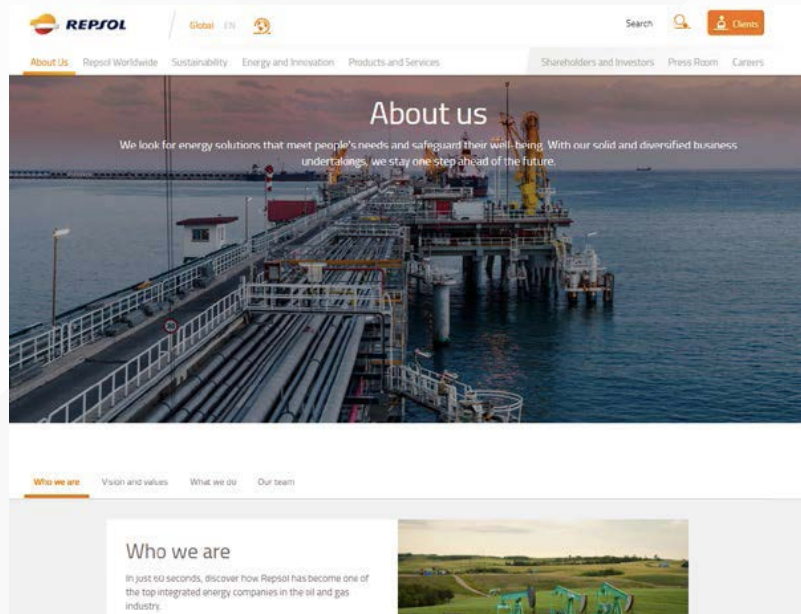 REPSOL
Global EN
Search
Clients
About Us Repsol Worldwide Sustainability Energy and Innovation Products and Services
Shareholders and Investors Press Room Careers
About us
We look for energy solutions that meet people's needs and safeguard their well-being. With our solid and diversified business
undertakings, we stay one step ahead of the future.
30
Who we are Vision and values What we do Our team
Who we are
In just 60 seconds, discover how Repsol has become one of
the top integrated energy companies in the oil and gas
industry.